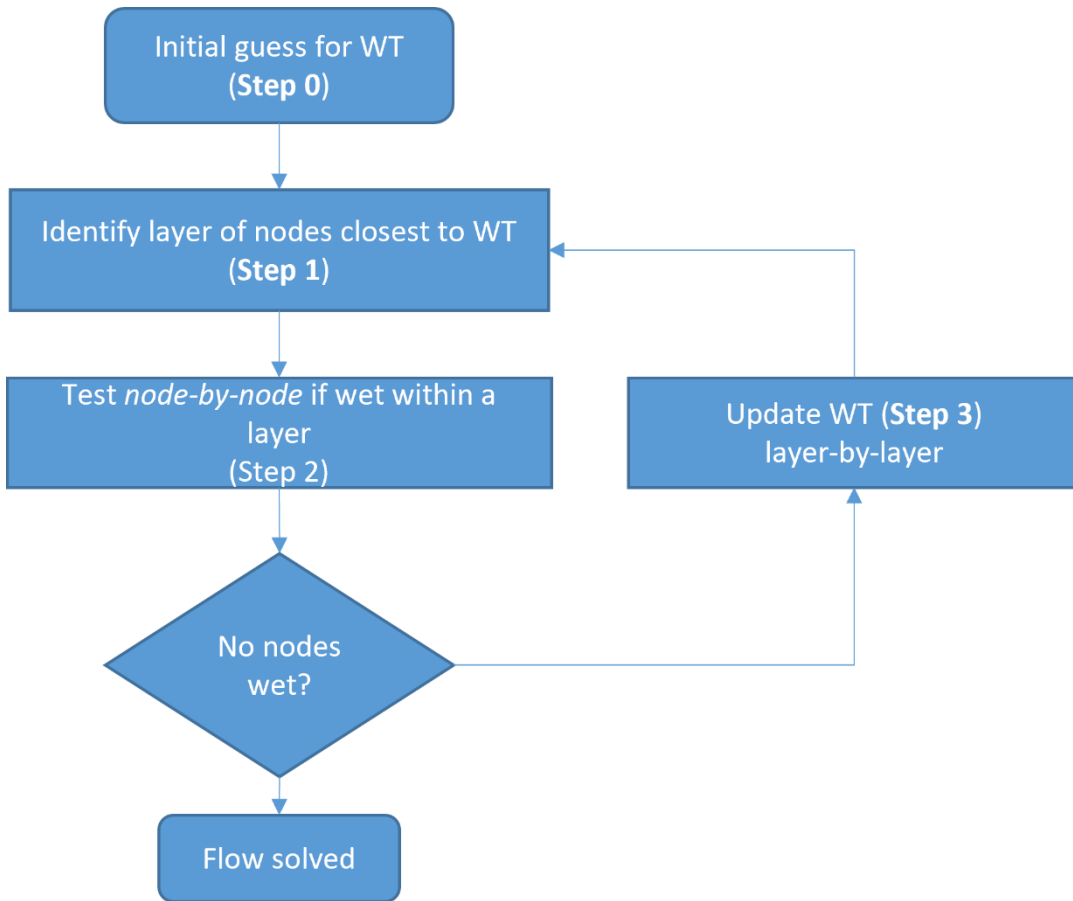 Initial guess for WT
(Step 0)
Identify layer of nodes closest to WT
(Step 1)
Test node-by-node if wet within a
layer
(Step 2)
Update WT (Step 3)
layer-by-layer
No nodes
wet?
Flow solved